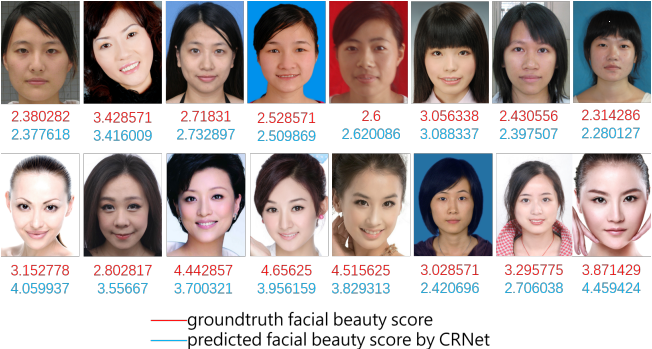 2.380282 3.428571 2.71831 2.528571 2.6 3.056338 2.430556 2.314286
2.377618 3.416009 2.732897 2.509869 2.620086 3.088337 2.397507 2.280127
3.152778 2.802817 4.442857 4.65625 4.515625 3.028571 3.295775 3.871429
4.059937 3.55667 3.700321 3.956159 3.829313 2.420696 2.706038 4.459424
groundtruth facial beauty score
predicted facial beauty score by CRNet